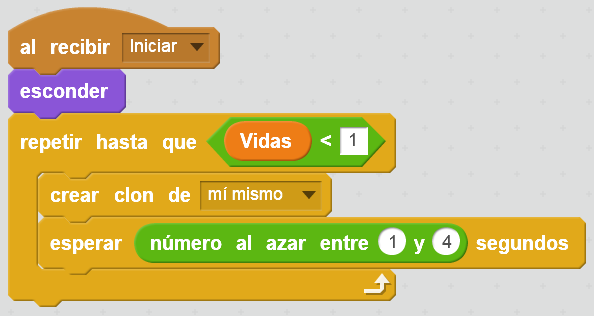 al recibir Iniciar
esconder
repetir hasta que Vidas < 1
crear clon de mí mismo
esperar número al azar entre 1 y 4 segundos